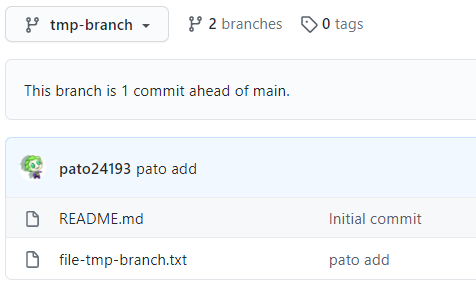 tmp-branch 2 branches 0 tags
This branch is 1 commit ahead of main.
pato24193 pato add
README.md Initial commit
file-tmp-branch.txt pato add